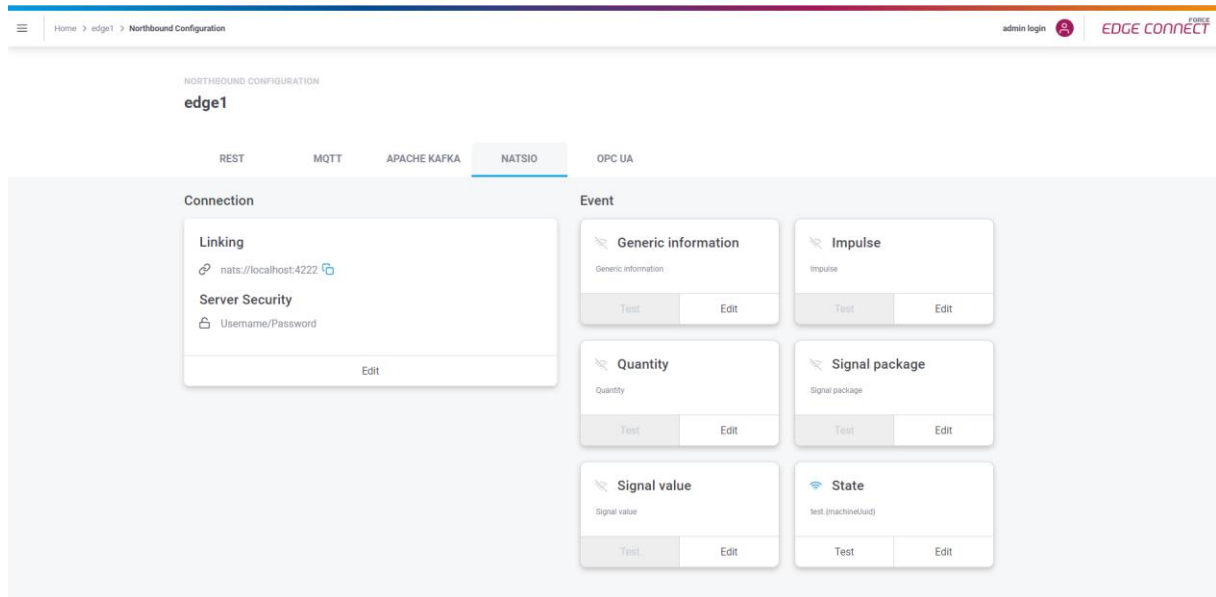 Home > edge1 > Northbound Configuration
admin login
FORCE
EDGE CONNECT
NORTHBOUND CONFIGURATION
edge1
REST MQTT APACHE KAFKA NATSIO OPC UA
Connection
Linking
nats://localhost:4222
Server Security
Username/Password
Edit
Event
Generic information
Generic information
Test Edit
Impulse
Impulse
Test Edit
Quantity
Quantity
Test Edit
Signal package
Signal package
Test Edit
Signal value
Signal value
Test Edit
State
test.{machineUuid}
Test Edit